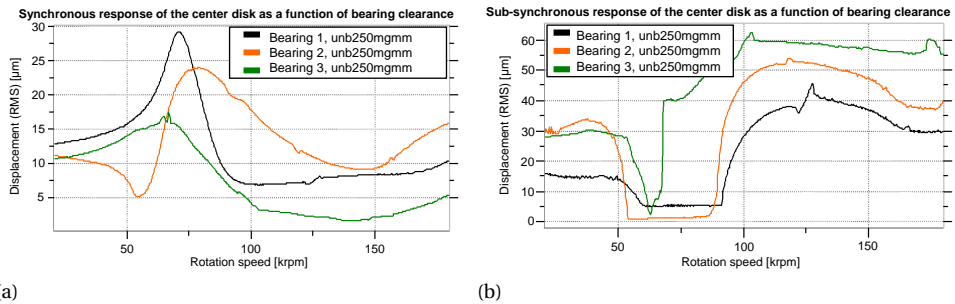 Synchronous response of the center disk as a function of bearing clearance
30
25
20
15
10
5
Displacement (RMS) [µm]
Bearing 1, unb250mgmm
Bearing 2, unb250mgmm
Bearing 3, unb250mgmm
50
100
150
Rotation speed [krpm]
(a)
Sub-synchronous response of the center disk as a function of bearing clearance
60
50
40
30
20
10
0
Displacement (RMS) [µm]
Bearing 1, unb250mgmm
Bearing 2, unb250mgmm
Bearing 3, unb250mgmm
50
100
150
Rotation speed [krpm]
(b)